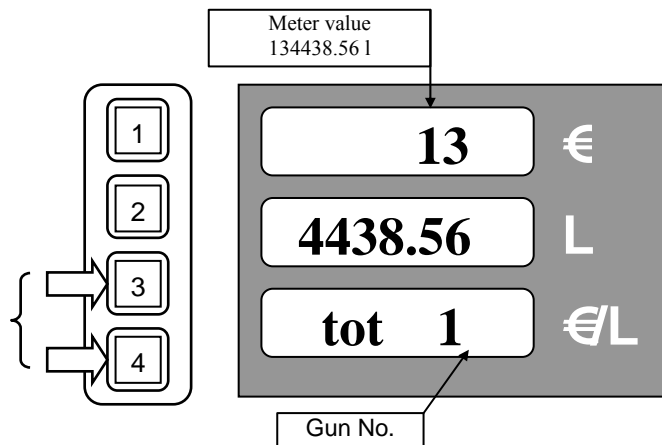 Meter value
134438.56 l
1
2
3
4
13 €
4438.56 L
tot 1 €/L
Gun No.